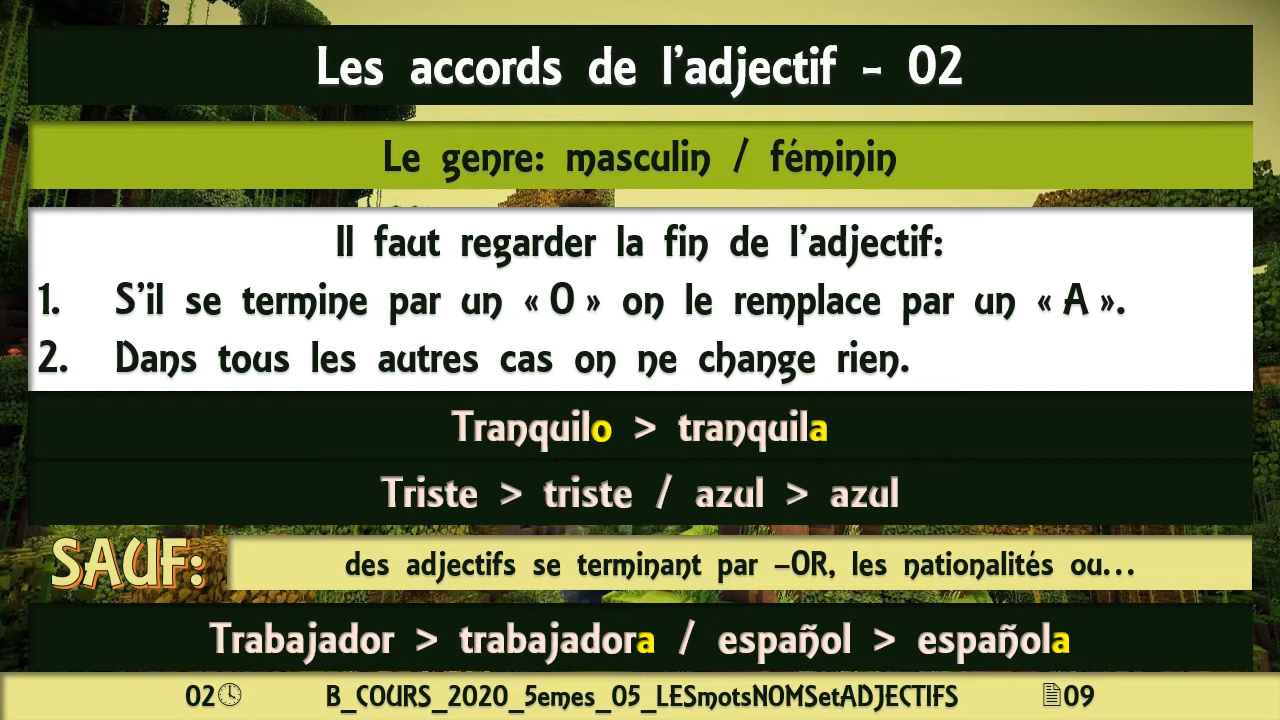 Les accords de l’adjectif – 02
Le genre: masculin / féminin
Il faut regarder la fin de l’adjectif:
1. S’il se termine par un « O » on le remplace par un « A ».
2. Dans tous les autres cas on ne change rien.
Tranquilo > tranquila
Triste > triste / azul > azul
SAUF: des adjectifs se terminant par –OR, les nationalités ou…
Trabajador > trabajadora / español > española
02 B_COURS_2020_5emes_05_LESmotsNOMSetADJECTIFS 09